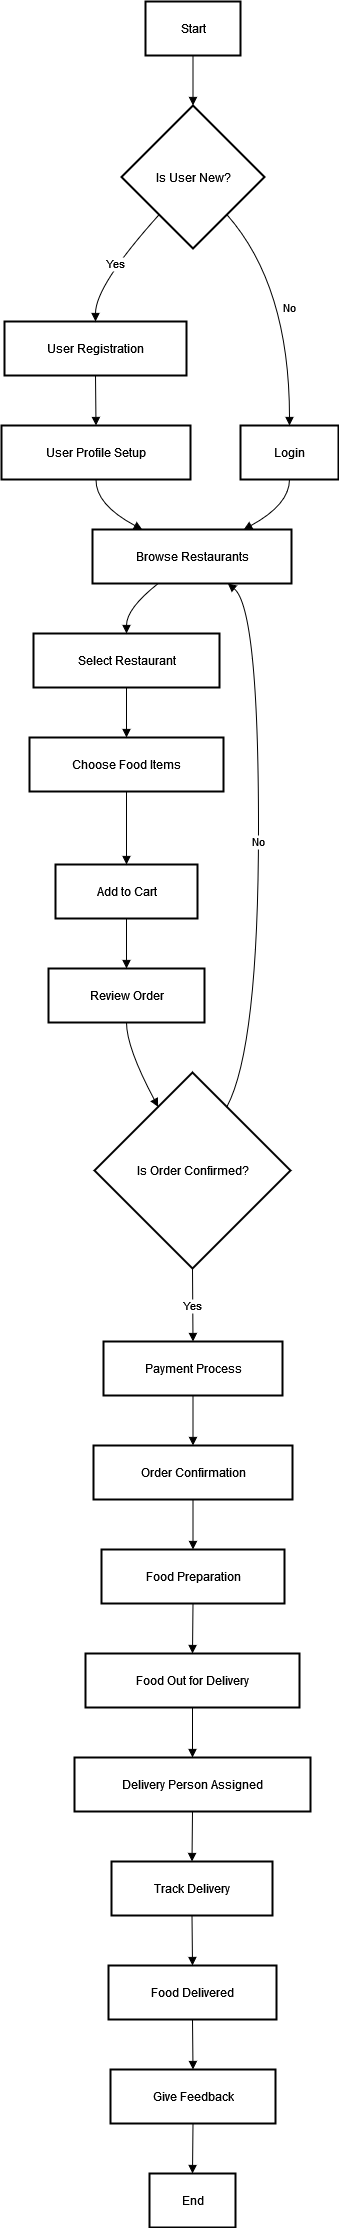 Start
Is User New?
Yes
No
User Registration
User Profile Setup
Login
Browse Restaurants
Select Restaurant
Choose Food Items
No
Add to Cart
Review Order
Is Order Confirmed?
Yes
Payment Process
Order Confirmation
Food Preparation
Food Out for Delivery
Delivery Person Assigned
Track Delivery
Food Delivered
Give Feedback
End